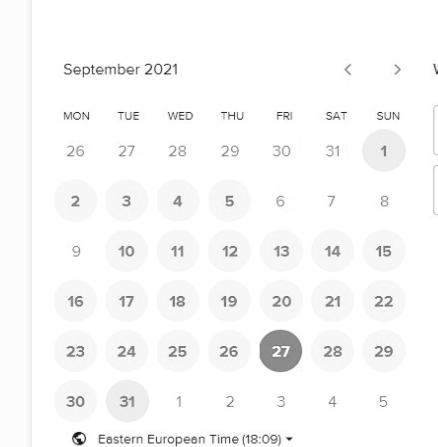 September 2021
MON TUE WED THU FRI SAT SUN
26 27 28 29 30 31 1
2 3 4 5 6 7 8
9 10 11 12 13 14 15
16 17 18 19 20 21 22
23 24 25 26 27 28 29
30 31 1 2 3 4 5
Eastern European Time (18:09)